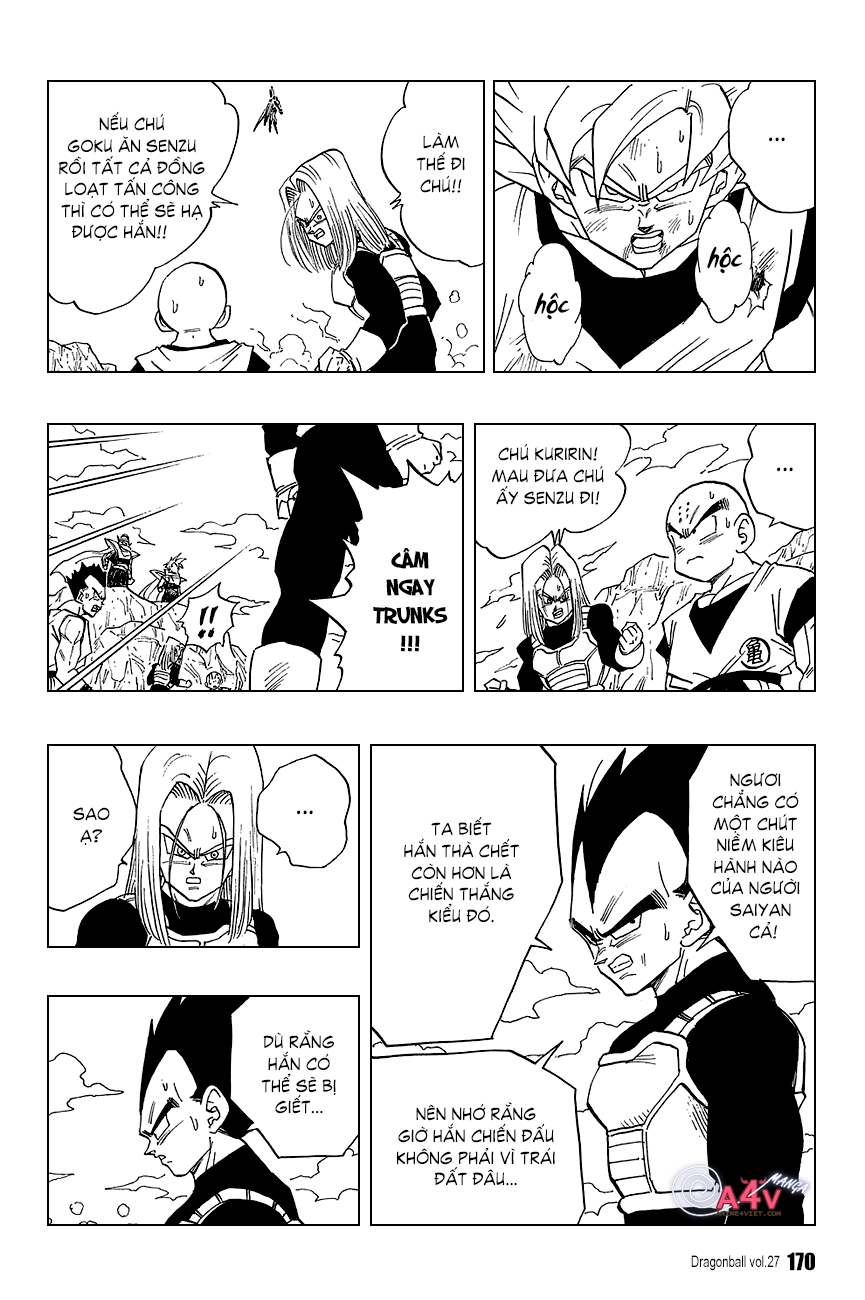 ...
HỘC
HỘC
LÀM
THẾ ĐI
CHÚ!!
NẾU CHÚ
GOKU ĂN SENZU
RỒI TẤT CẢ ĐỒNG
LOẠT TẤN CÔNG
THÌ CÓ THỂ SẼ HẠ
ĐƯỢC HẮN!!
...
CHÚ KURIRIN!
MAU ĐƯA CHÚ
ẤY SENZU ĐI!
亀
CÂM
NGAY
TRUNKS
!!!
!!
NGƯƠI
CHẲNG CÓ
MỘT CHÚT
NIỀM KIÊU
HÃNH NÀO
CỦA NGƯỜI
SAIYAN
CẢ!
TA BIẾT
HẮN THÀ CHẾT
CÒN HƠN LÀ
CHIẾN THẮNG
KIỂU ĐÓ.
NÊN NHỚ RẰNG
GIỜ HẮN CHIẾN ĐẤU
KHÔNG PHẢI VÌ TRÁI
ĐẤT ĐÂU...
...
SAO
Ạ?
DÙ RẰNG
HẮN CÓ
THỂ SẼ BỊ
GIẾT...
A4V MANGA
ANIME4VIET.COM
Dragonball vol.27 170